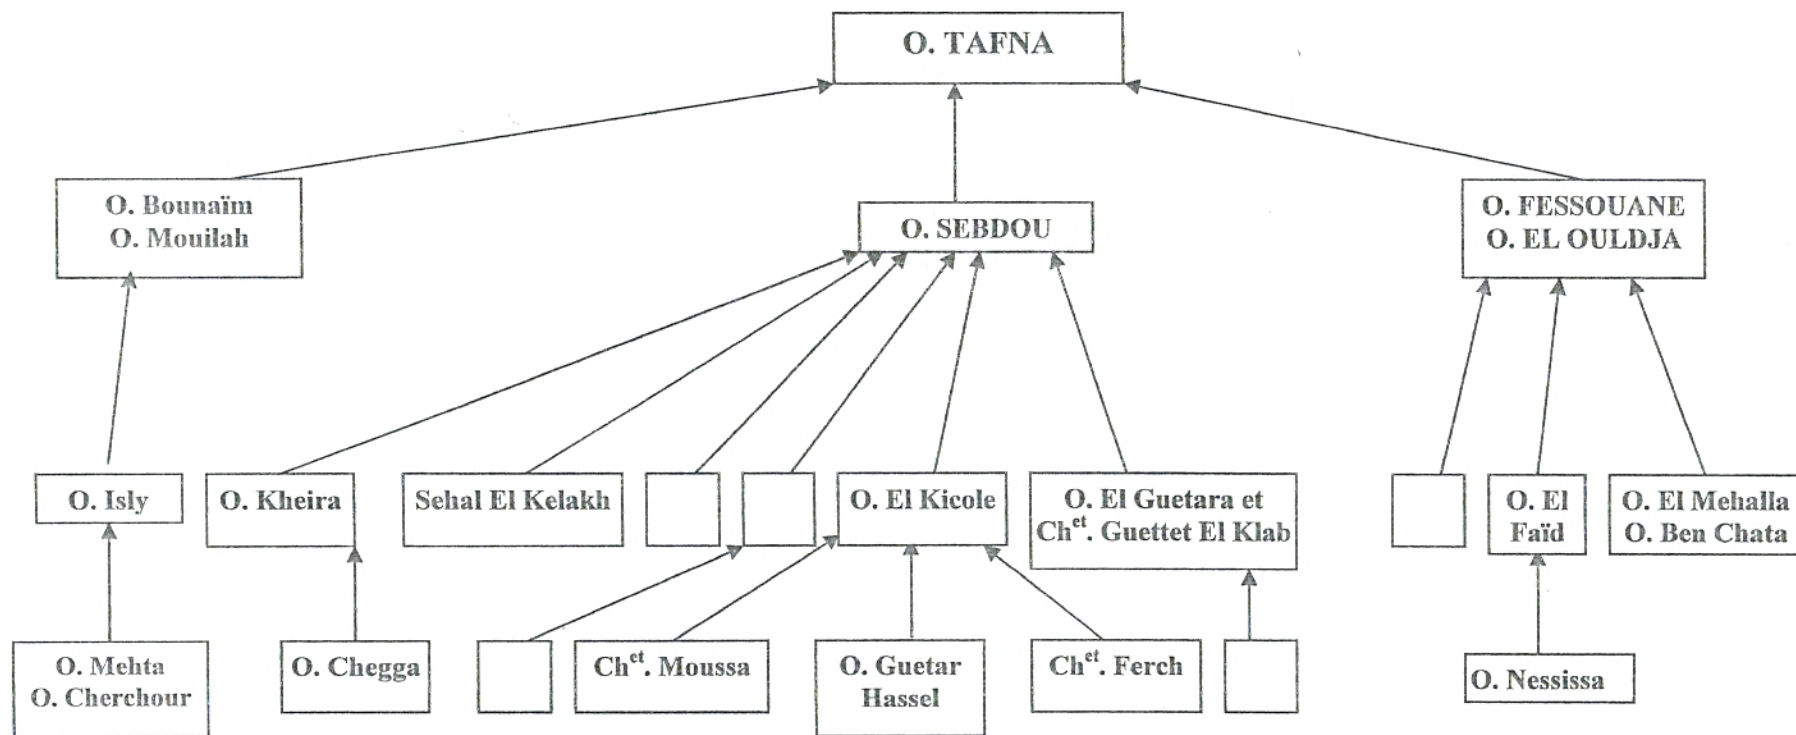 O. TAFNA
O. Bounaïm
O. Mouilah
O. SEBDOU
O. FESSOUANE
O. EL OULDJA
O. Isly
O. Kheira
Sehal El Kelakh
O. El Kicole
O. El Guetara et
Chet. Guettet El Klab
O. El
Faïd
O. El Mehalla
O. Ben Chata
O. Mehta
O. Cherchour
O. Chegga
Chet. Moussa
O. Guetar
Hassel
Chet. Ferch
O. Nessissa